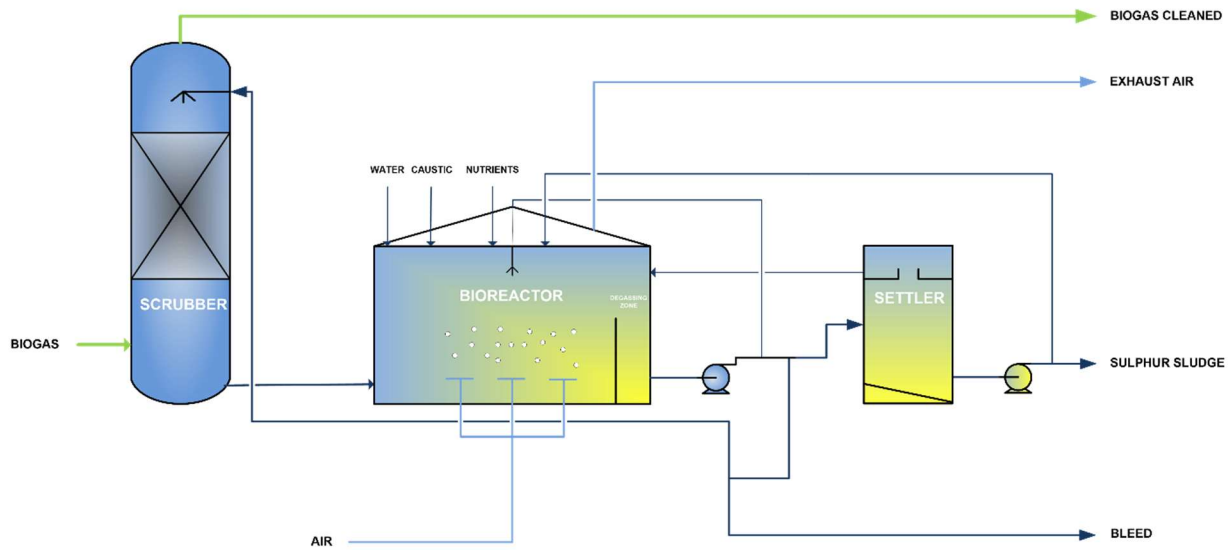 BIOGAS CLEANED
EXHAUST AIR
WATER CAUSTIC NUTRIENTS
SCRUBBER
BIOREACTOR
DEGASSING
ZONE
SETTLER
BIOGAS
SULPHUR SLUDGE
AIR
BLEED